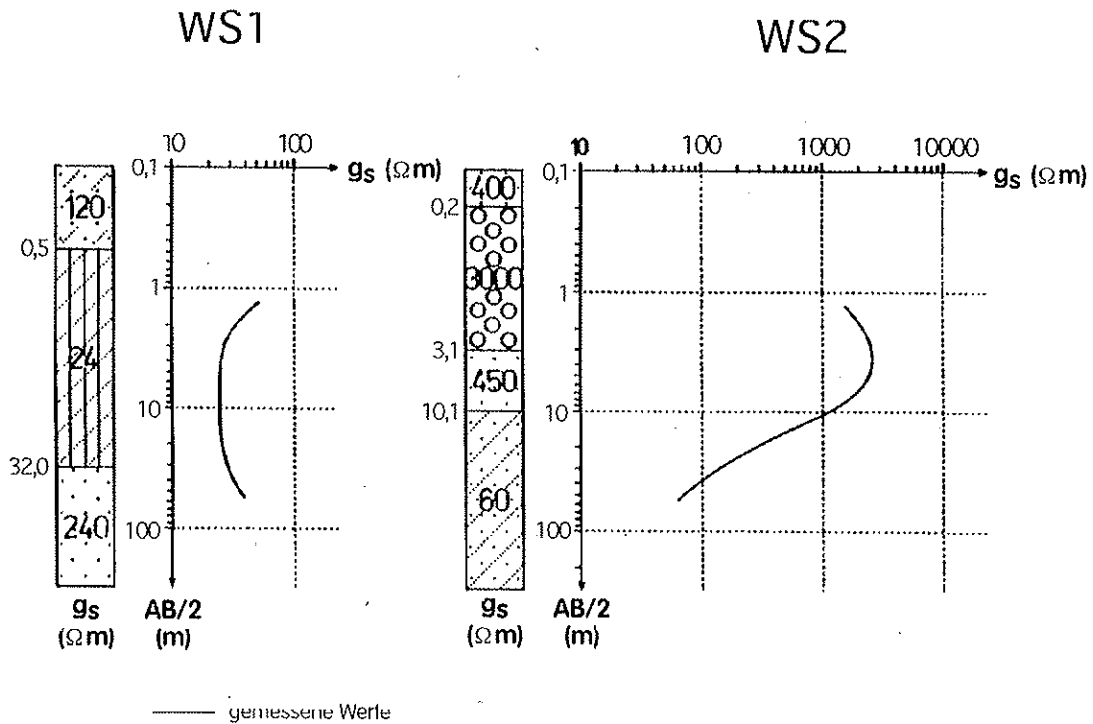 WS1
WS2
10 100
0,1
gs (Ωm)
120
0,5
1
24
10
32,0
240
100
gs
(Ωm)
AB/2
(m)
10 100 1000 10000
0,1
gs (Ωm)
400
0,2
3000
1
3,1
450
10,1
10
60
100
gs
(Ωm)
AB/2
(m)
gemessene Werte